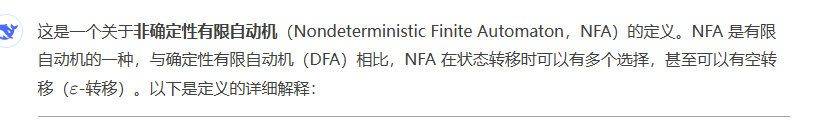 这是一个关于非确定性有限自动机（Nondeterministic Finite Automaton，NFA）的定义。NFA 是有限
自动机的一种，与确定性有限自动机（DFA）相比，NFA 在状态转移时可以有多个选择，甚至可以有空转
移（ε-转移）。以下是定义的详细解释：